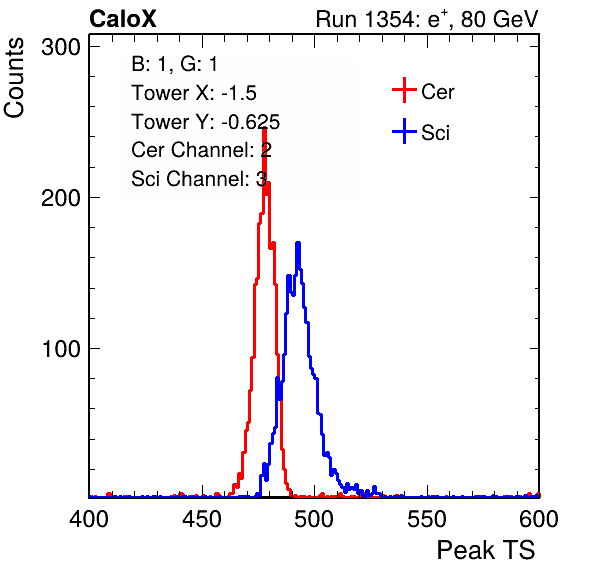 CaloX Run 1354: e⁺, 80 GeV
Counts
300
200
100
B: 1, G: 1
Tower X: -1.5
Tower Y: -0.625
Cer Channel: 2
Sci Channel: 3
Cer
Sci
400 450 500 550 600
Peak TS